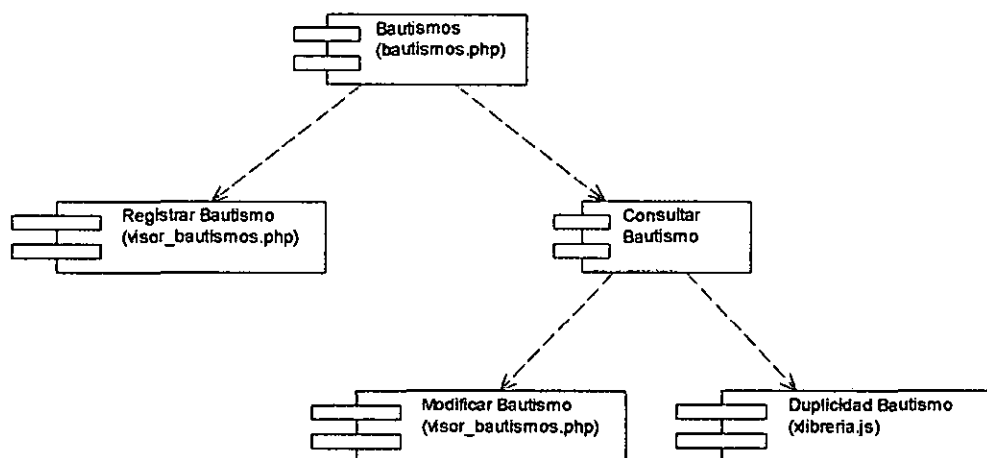 Bautismos
(bautismos.php)
Registrar Bautismo
(visor_bautismos.php)
Consultar
Bautismo
Modificar Bautismo
(visor_bautismos.php)
Duplicidad Bautismo
(xlibreria.js)